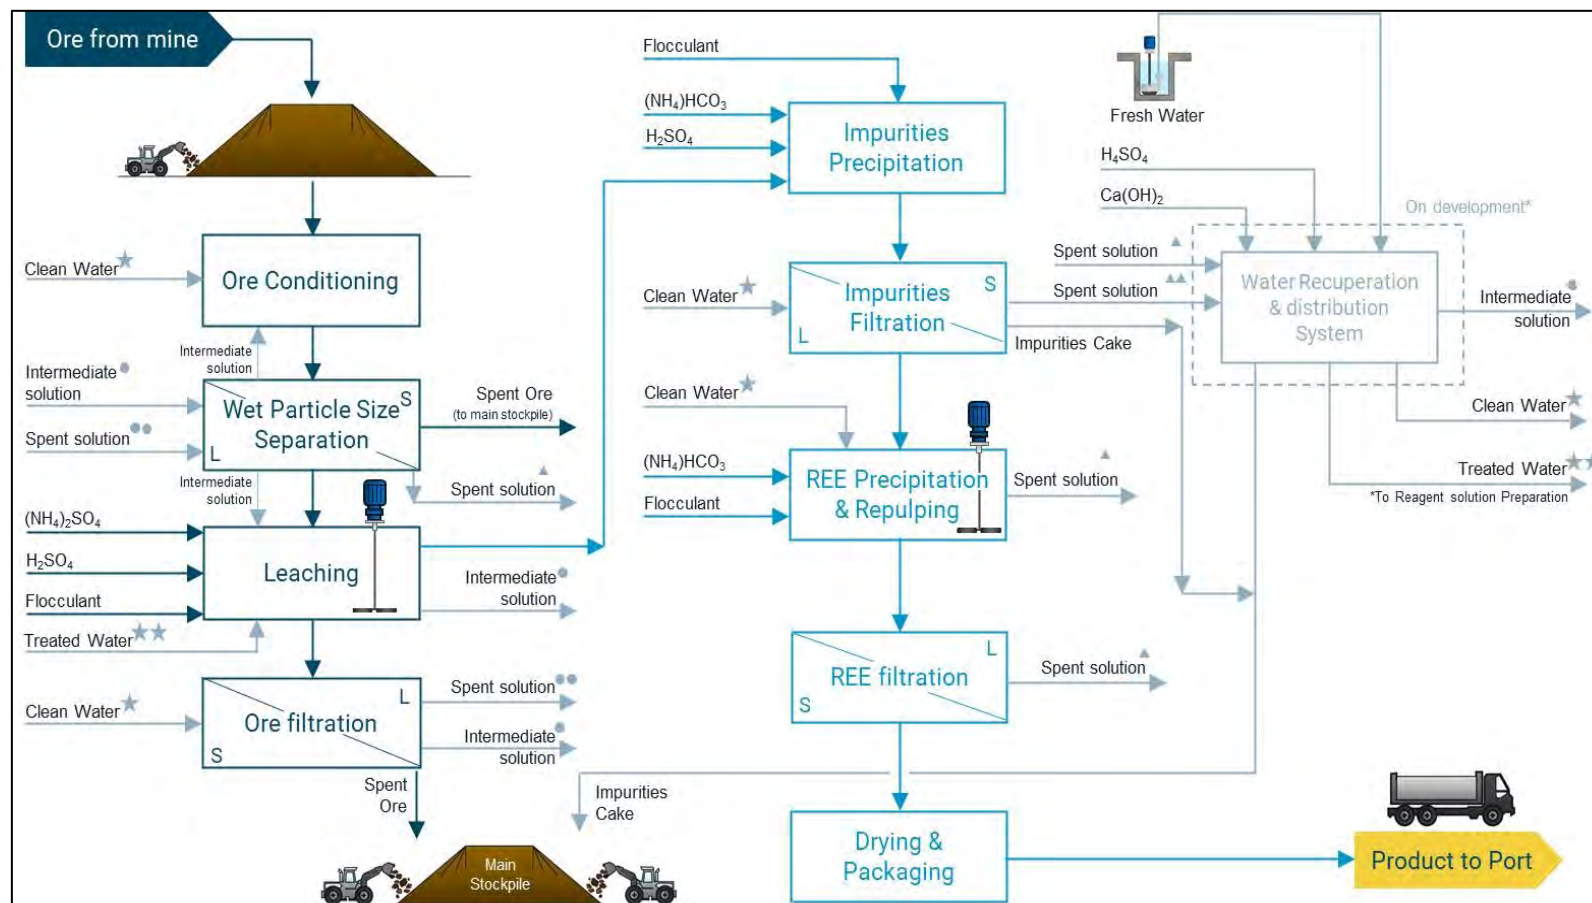 Ore from mine
Clean Water★
Ore Conditioning
Intermediate
solution
Intermediate●
solution
Spent solution●●
Wet Particle Size
Separation
S
L
Spent Ore
(to main stockpile)
Spent solution▲
Intermediate
solution
(NH₄)₂SO₄
H₂SO₄
Flocculant
Treated Water★★
Leaching
Intermediate●
solution
Clean Water★
Ore filtration
L
S
Spent solution●●
Intermediate●
solution
Spent
Ore
Impurities
Cake
Main
Stockpile
Flocculant
(NH₄)HCO₃
H₂SO₄
Impurities
Precipitation
Clean Water★
Impurities
Filtration
S
L
Spent solution▲
Spent solution▲▲
Impurities Cake
Clean Water★
(NH₄)HCO₃
Flocculant
REE Precipitation
& Repulping
Spent solution▲
REE filtration
L
S
Spent solution▲
Drying &
Packaging
Fresh Water
H₄SO₄
Ca(OH)₂
On development*
Water Recuperation
& distribution
System
Intermediate●
solution
Clean Water★
Treated Water★★
*To Reagent solution Preparation
Product to Port